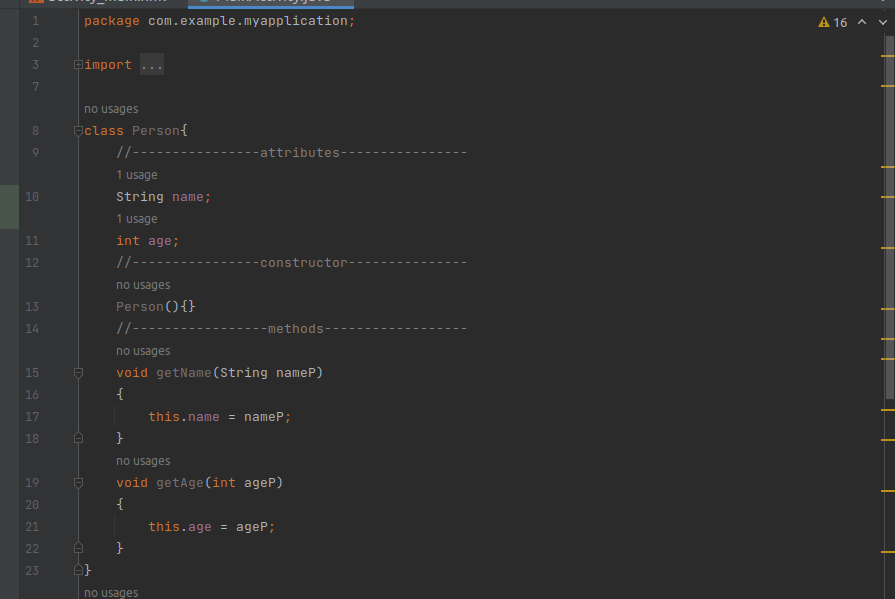 1 package com.example.myapplication;
16
2
3 import ...
7
no usages
8 class Person{
9 //----------------attributes----------------
1 usage
10 String name;
1 usage
11 int age;
12 //----------------constructor---------------
no usages
13 Person(){}
14 //-----------------methods------------------
no usages
15 void getName(String nameP)
16 {
17 this.name = nameP;
18 }
no usages
19 void getAge(int ageP)
20 {
21 this.age = ageP;
22 }
23 }
no usages